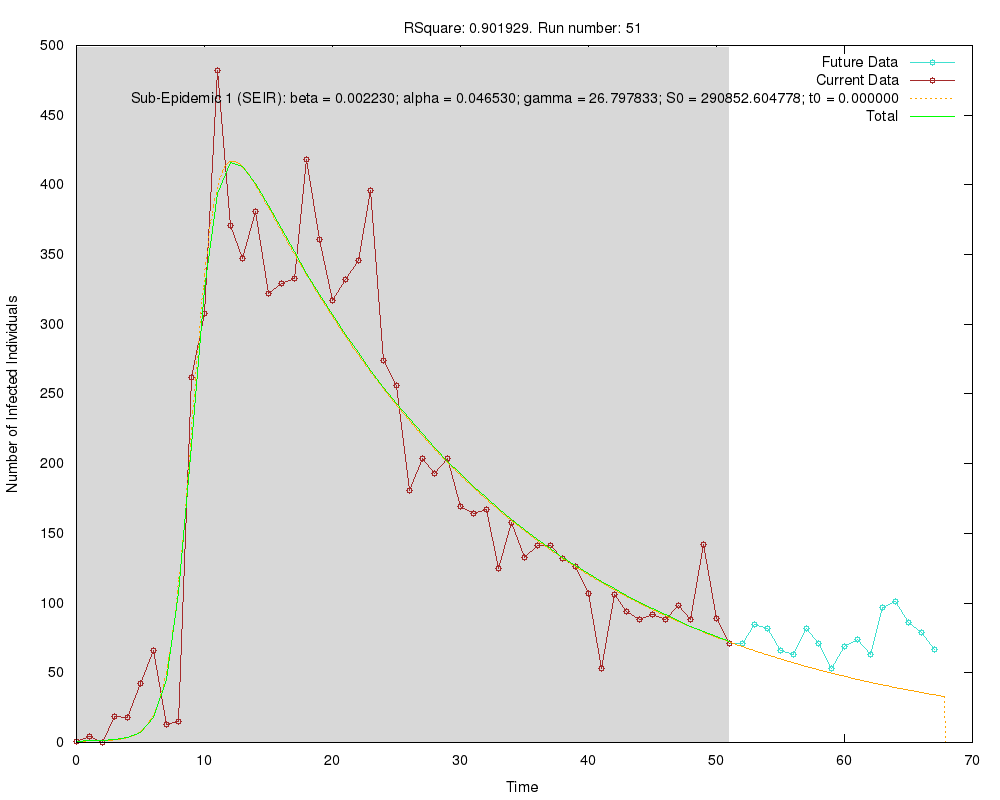 RSquare: 0.901929. Run number: 51
500
450
400
350
300
250
200
150
100
50
0
Number of Infected Individuals
Future Data
Current Data
Sub-Epidemic 1 (SEIR): beta = 0.002230; alpha = 0.046530; gamma = 26.797833; S0 = 290852.604778; t0 = 0.000000
Total
0 10 20 30 40 50 60 70
Time